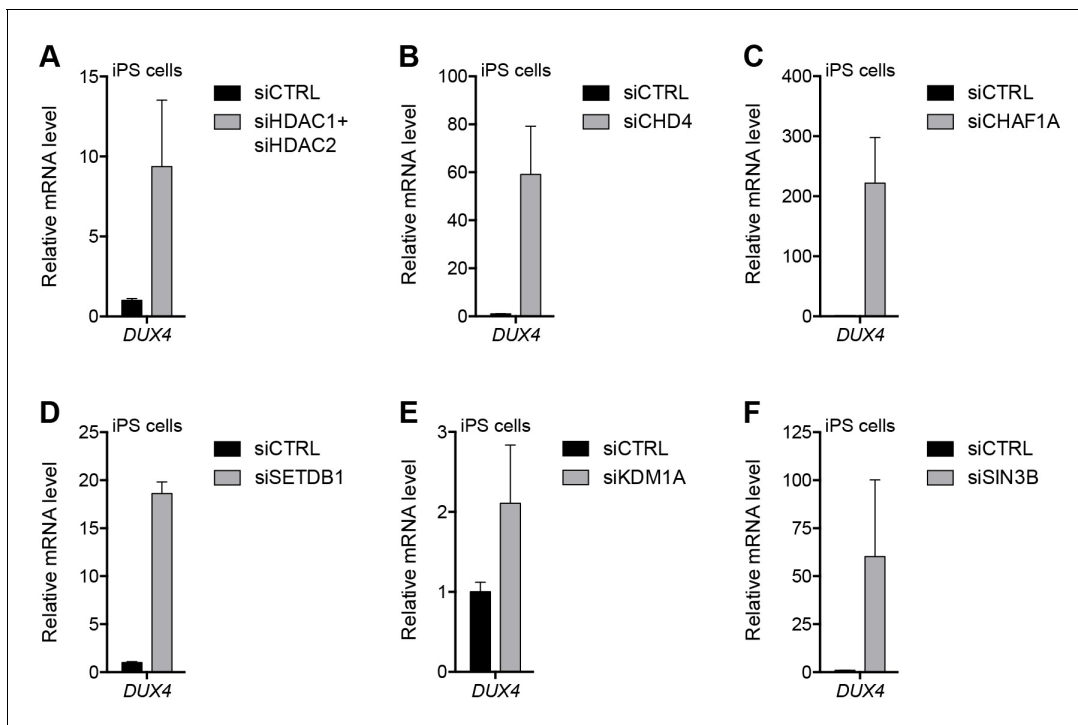 A
iPS cells
Relative mRNA level
15
10
5
0
DUX4
siCTRL
siHDAC1+
siHDAC2
B
iPS cells
Relative mRNA level
100
80
60
40
20
0
DUX4
siCTRL
siCHD4
C
iPS cells
Relative mRNA level
400
300
200
100
0
DUX4
siCTRL
siCHAF1A
D
iPS cells
Relative mRNA level
25
20
15
10
5
0
DUX4
siCTRL
siSETDB1
E
iPS cells
Relative mRNA level
3
2
1
0
DUX4
siCTRL
siKDM1A
F
iPS cells
Relative mRNA level
125
100
75
50
25
0
DUX4
siCTRL
siSIN3B